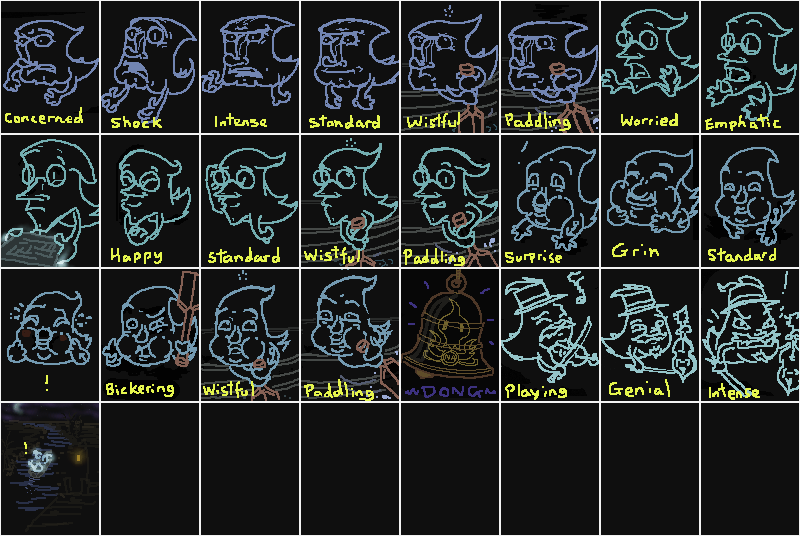 Concerned
Shock
Intense
Standard
Wistful
Paddling
Worried
Emphatic
Happy
Standard
Wistful
Paddling
Surprise
Grin
Standard
!
Bickering
Wistful
Paddling
~DONG~
Playing
Genial
Intense
!